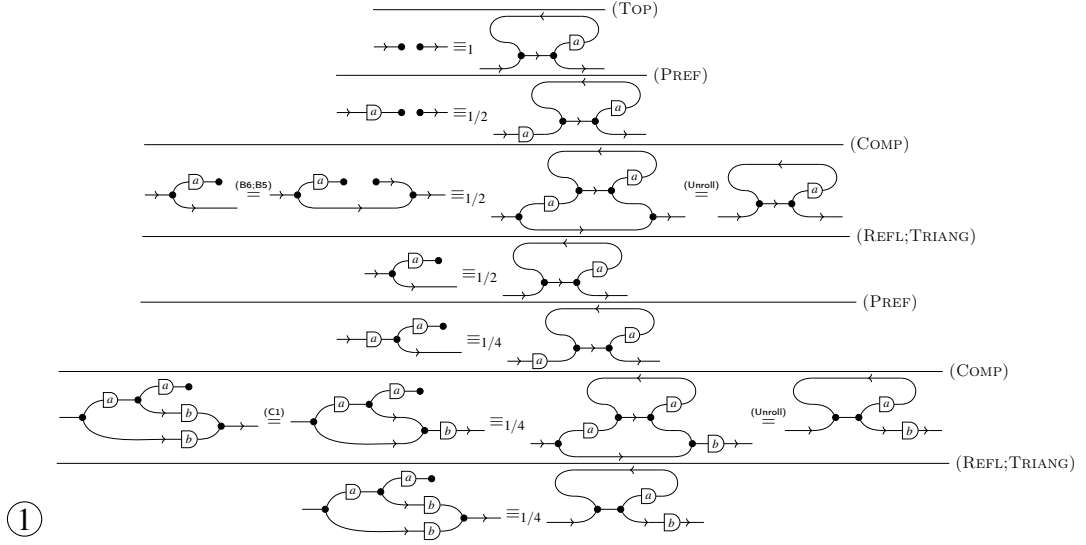 (TOP)
≡1 a
(PREF)
a ≡1/2 a a
(COMP)
a (B6;B5) = a ≡1/2 a a (Unroll) = a
(REFL;TRIANG)
a ≡1/2 a
(PREF)
a a ≡1/4 a a
(COMP)
a a b b (C1) = a a b ≡1/4 a a b (Unroll) = a b
(REFL;TRIANG)
1 a a b b ≡1/4 a b